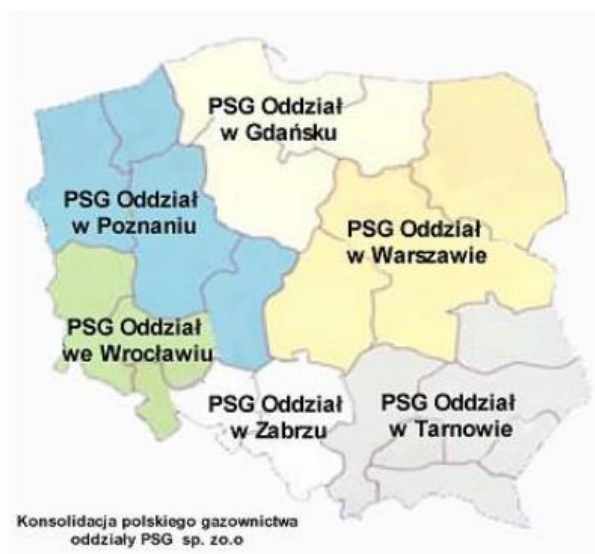 PSG Oddział
w Gdańsku
PSG Oddział
w Poznaniu
PSG Oddział
w Warszawie
PSG Oddział
we Wrocławiu
PSG Oddział
w Zabrzu
PSG Oddział
w Tarnowie
Konsolidacja polskiego gazownictwa
oddziały PSG sp. zo.o